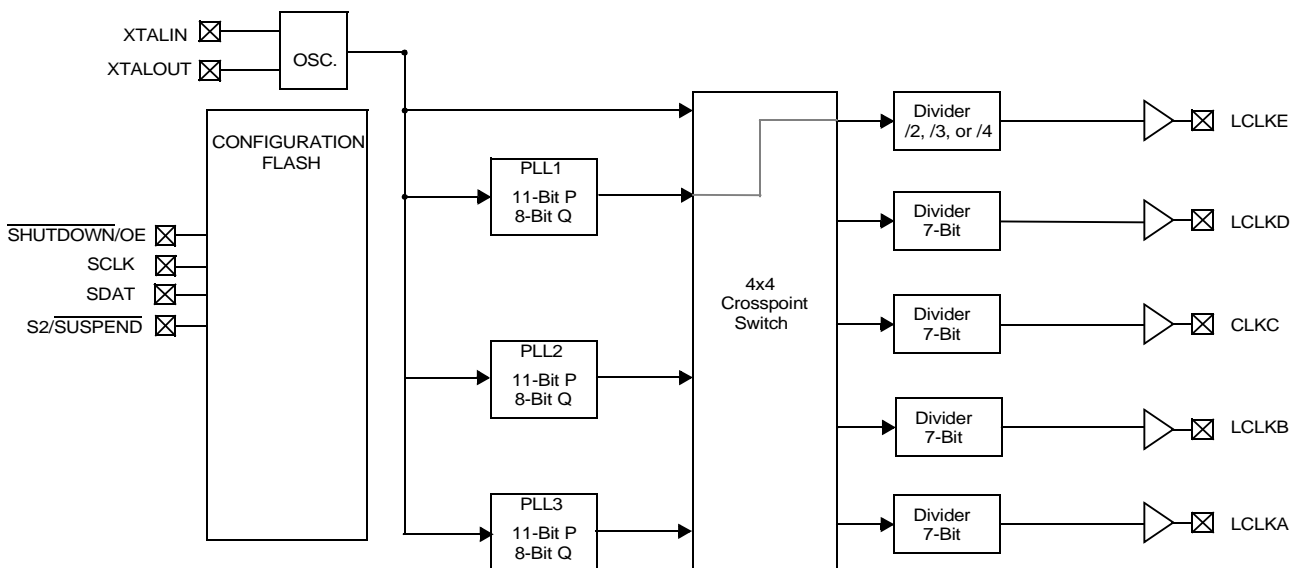 XTALIN
XTALOUT
OSC.
CONFIGURATION
FLASH
SHUTDOWN/OE
SCLK
SDAT
S2/SUSPEND
PLL1
11-Bit P
8-Bit Q
PLL2
11-Bit P
8-Bit Q
PLL3
11-Bit P
8-Bit Q
4x4
Crosspoint
Switch
Divider
/2, /3, or /4
LCLKE
Divider
7-Bit
LCLKD
Divider
7-Bit
CLKC
Divider
7-Bit
LCLKB
Divider
7-Bit
LCLKA